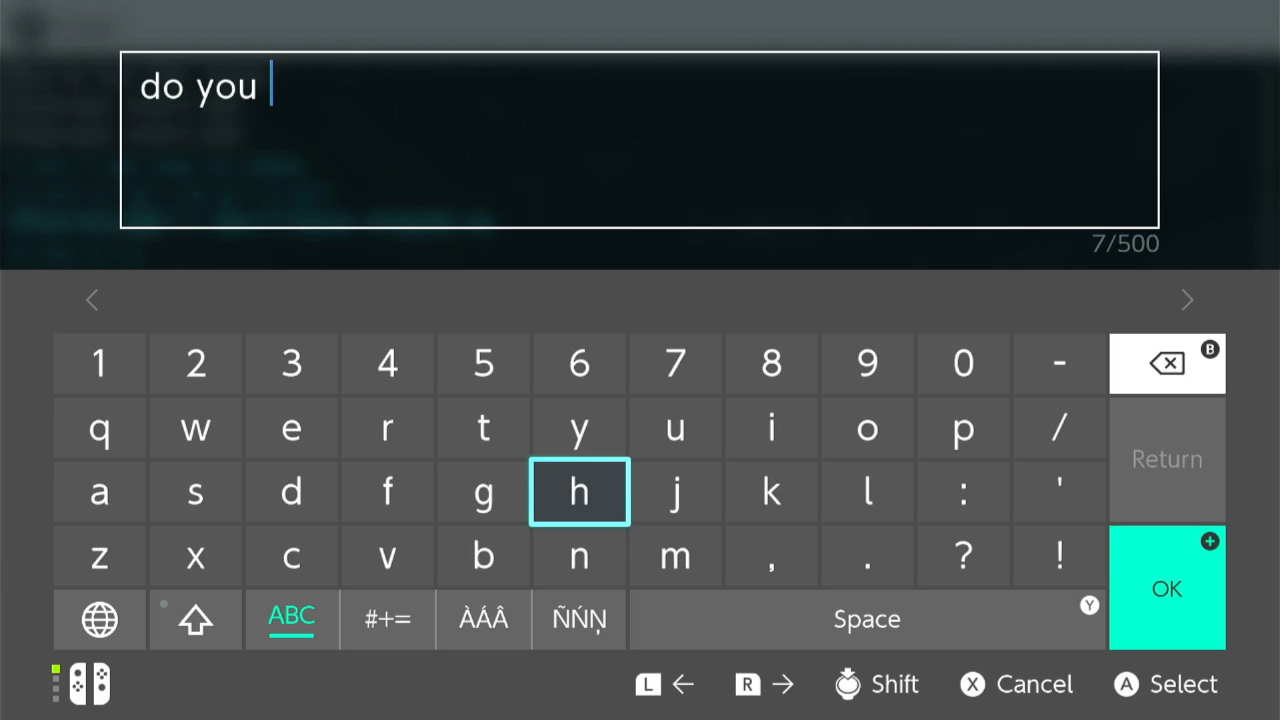 do you
7/500
1 2 3 4 5 6 7 8 9 0 - B
q w e r t y u i o p /
Return
a s d f g h j k l : '
z x c v b n m , . ? ! +
OK
ABC #+= ÀÁÂ ÑŃŅ Space Y
L ← R → Shift X Cancel A Select